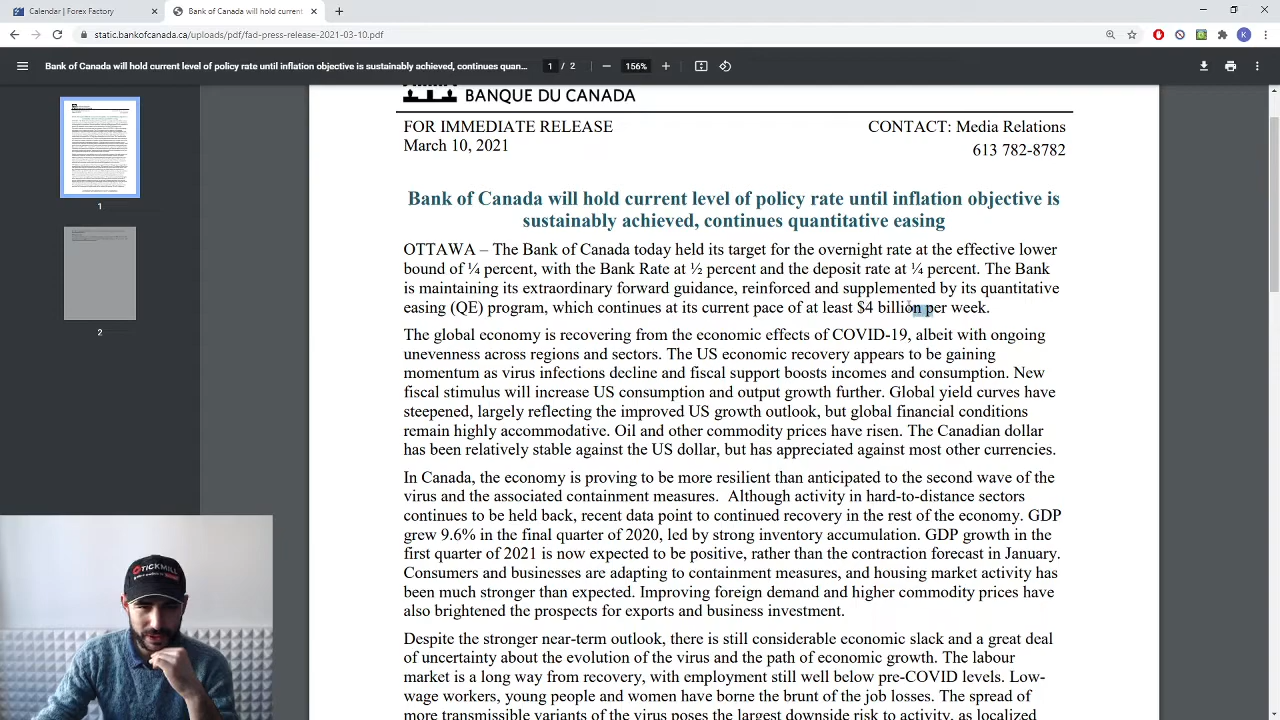 Calendar | Forex Factory
Bank of Canada will hold current
static.bankofcanada.ca/uploads/pdf/fad-press-release-2021-03-10.pdf
K
Bank of Canada will hold current level of policy rate until inflation objective is sustainably achieved, continues quan...
1 / 2
156%
1
2
BANQUE DU CANADA
FOR IMMEDIATE RELEASE
CONTACT: Media Relations
March 10, 2021
613 782-8782
Bank of Canada will hold current level of policy rate until inflation objective is
sustainably achieved, continues quantitative easing
OTTAWA – The Bank of Canada today held its target for the overnight rate at the effective lower
bound of ¼ percent, with the Bank Rate at ½ percent and the deposit rate at ¼ percent. The Bank
is maintaining its extraordinary forward guidance, reinforced and supplemented by its quantitative
easing (QE) program, which continues at its current pace of at least $4 billion per week.
The global economy is recovering from the economic effects of COVID-19, albeit with ongoing
unevenness across regions and sectors. The US economic recovery appears to be gaining
momentum as virus infections decline and fiscal support boosts incomes and consumption. New
fiscal stimulus will increase US consumption and output growth further. Global yield curves have
steepened, largely reflecting the improved US growth outlook, but global financial conditions
remain highly accommodative. Oil and other commodity prices have risen. The Canadian dollar
has been relatively stable against the US dollar, but has appreciated against most other currencies.
In Canada, the economy is proving to be more resilient than anticipated to the second wave of the
virus and the associated containment measures.  Although activity in hard-to-distance sectors
continues to be held back, recent data point to continued recovery in the rest of the economy. GDP
grew 9.6% in the final quarter of 2020, led by strong inventory accumulation. GDP growth in the
first quarter of 2021 is now expected to be positive, rather than the contraction forecast in January.
Consumers and businesses are adapting to containment measures, and housing market activity has
been much stronger than expected. Improving foreign demand and higher commodity prices have
also brightened the prospects for exports and business investment.
Despite the stronger near-term outlook, there is still considerable economic slack and a great deal
of uncertainty about the evolution of the virus and the path of economic growth. The labour
market is a long way from recovery, with employment still well below pre-COVID levels. Low-
wage workers, young people and women have borne the brunt of the job losses. The spread of
more transmissible variants of the virus poses the largest downside risk to activity, as localized
TICKMILL